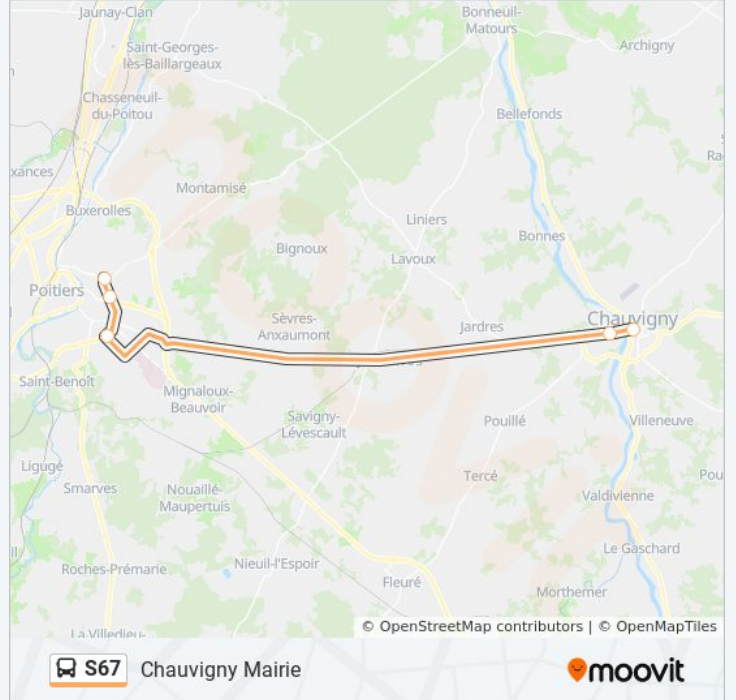 Jaunay-Clan
Bonneuil-
Matours
Saint-Georges-
lès-Baillargeaux
Archigny
Chasseneuil-
du-Poitou
Bellefonds
Montamisé
Buxerolles
Liniers
Bonnes
Bignoux
Lavoux
Poitiers
Sèvres-
Anxaumont
Jardres
Chauvigny
Saint-Benoît
Mignaloux-
Beauvoir
Savigny-
Lévescault
Pouillé
Villeneuve
Ligugé
Tercé
Smarves
Nouaillé-
Maupertuis
Valdivienne
Le Gaschard
Roches-Prémarie
Nieuil-l'Espoir
Fleuré
Morthemer
La Villedieu-
© OpenStreetMap contributors | © OpenMapTiles
S67 Chauvigny Mairie
moovit